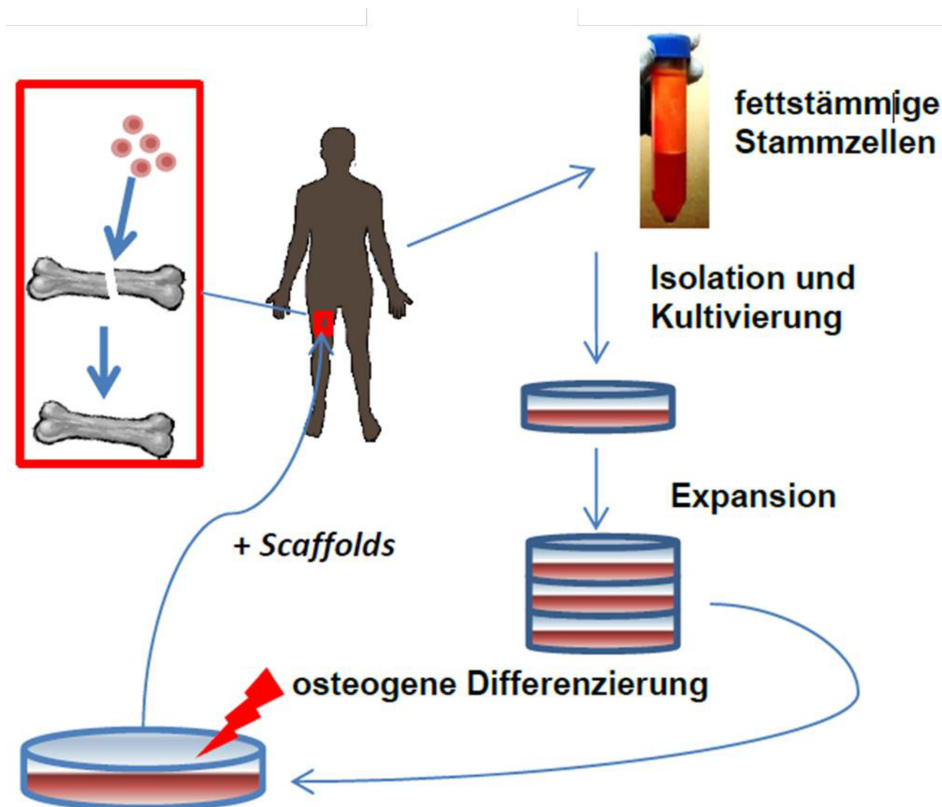 fettstämmige
Stammzellen
Isolation und
Kultivierung
Expansion
+ Scaffolds
osteogene Differenzierung